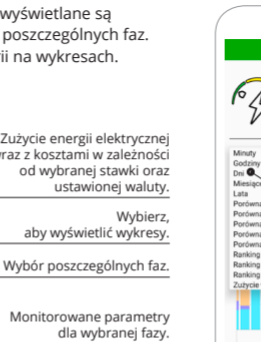 wyświetlane są
poszczególnych faz.
rii na wykresach.
Zużycie energii elektrycznej
wraz z kosztami w zależności
od wybranej stawki oraz
ustawionej waluty.
Wybierz,
aby wyświetlić wykresy.
Wybór poszczególnych faz.
Monitorowane parametry
dla wybranej fazy.
Minuty
Godziny
Dni
Miesiące
Lata
Porówna
Porówna
Porówna
Porówna
Porówna
Ranking
Ranking
Ranking
Zużycie